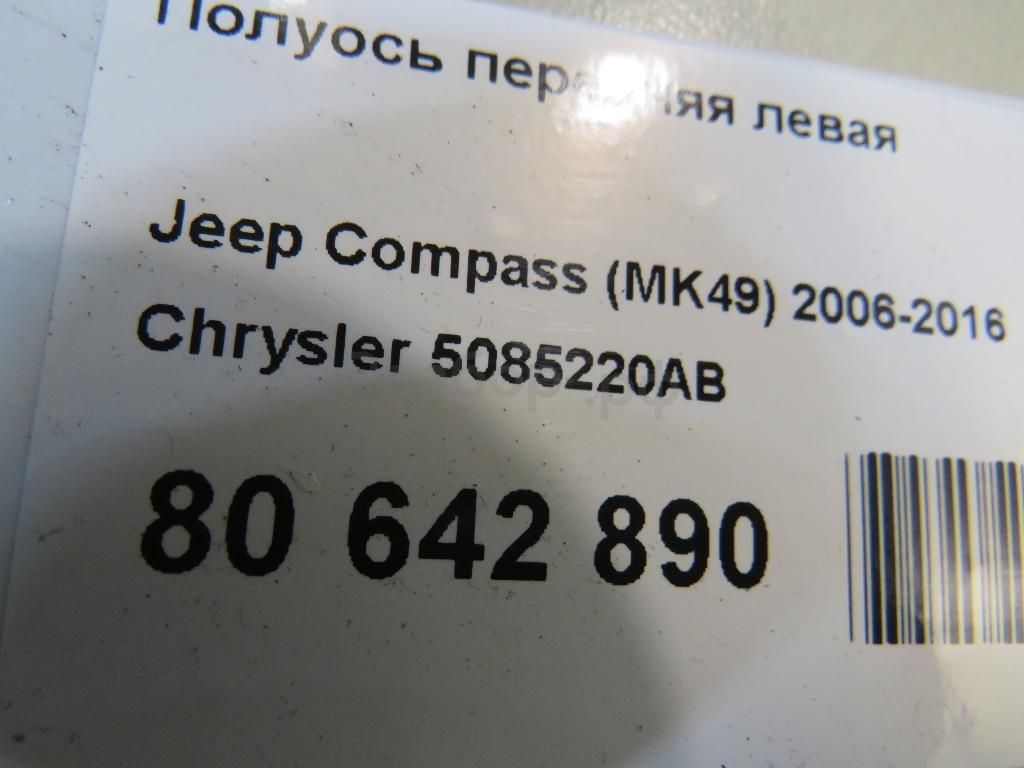 Полуось передняя левая
Jeep Compass (MK49) 2006-2016
Chrysler 5085220AB
80 642 890